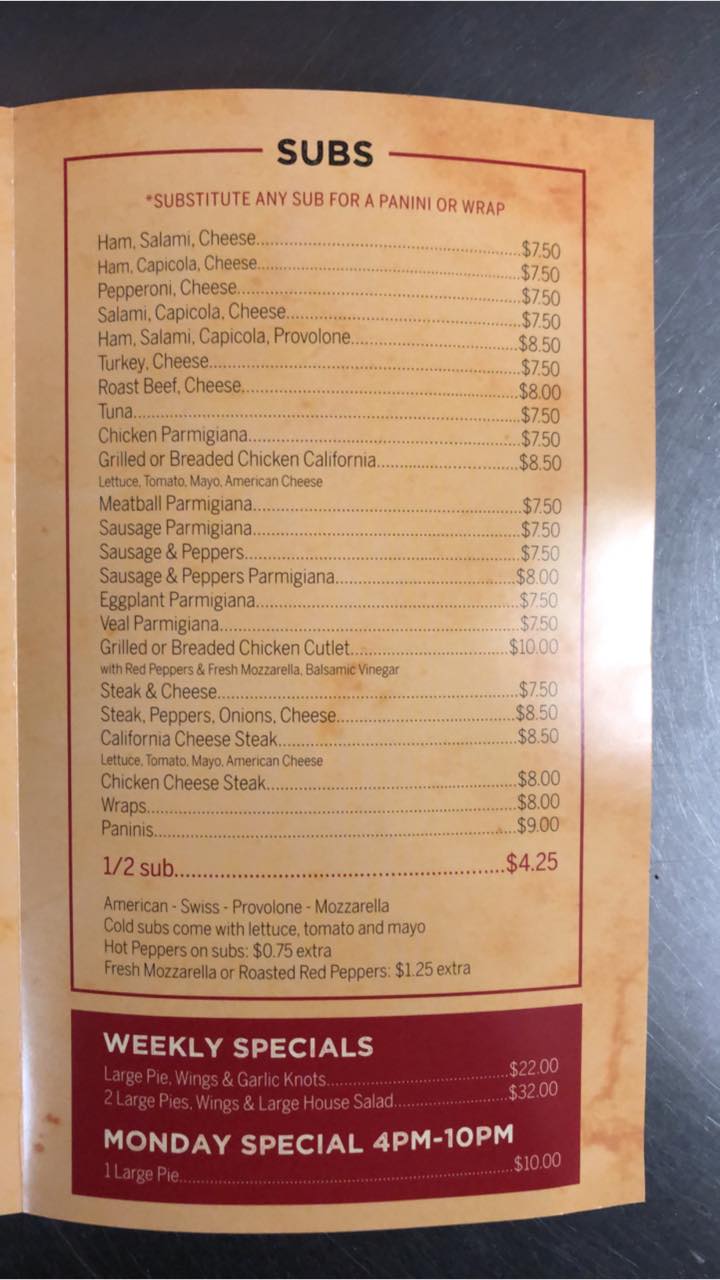 SUBS
*SUBSTITUTE ANY SUB FOR A PANINI OR WRAP
Ham, Salami, Cheese $7.50
Ham, Capicola, Cheese $7.50
Pepperoni, Cheese $7.50
Salami, Capicola, Cheese $7.50
Ham, Salami, Capicola, Provolone $8.50
Turkey, Cheese $7.50
Roast Beef, Cheese $8.00
Tuna $7.50
Chicken Parmigiana $7.50
Grilled or Breaded Chicken California $8.50
Lettuce, Tomato, Mayo, American Cheese
Meatball Parmigiana $7.50
Sausage Parmigiana $7.50
Sausage & Peppers $7.50
Sausage & Peppers Parmigiana $8.00
Eggplant Parmigiana $7.50
Veal Parmigiana $7.50
Grilled or Breaded Chicken Cutlet $10.00
with Red Peppers & Fresh Mozzarella, Balsamic Vinegar
Steak & Cheese $7.50
Steak, Peppers, Onions, Cheese $8.50
California Cheese Steak $8.50
Lettuce, Tomato, Mayo, American Cheese
Chicken Cheese Steak $8.00
Wraps $8.00
Paninis $9.00
1/2 sub $4.25
American - Swiss - Provolone - Mozzarella
Cold subs come with lettuce, tomato and mayo
Hot Peppers on subs: $0.75 extra
Fresh Mozzarella or Roasted Red Peppers: $1.25 extra
WEEKLY SPECIALS
Large Pie, Wings & Garlic Knots $22.00
2 Large Pies, Wings & Large House Salad $32.00
MONDAY SPECIAL 4PM-10PM
1 Large Pie $10.00